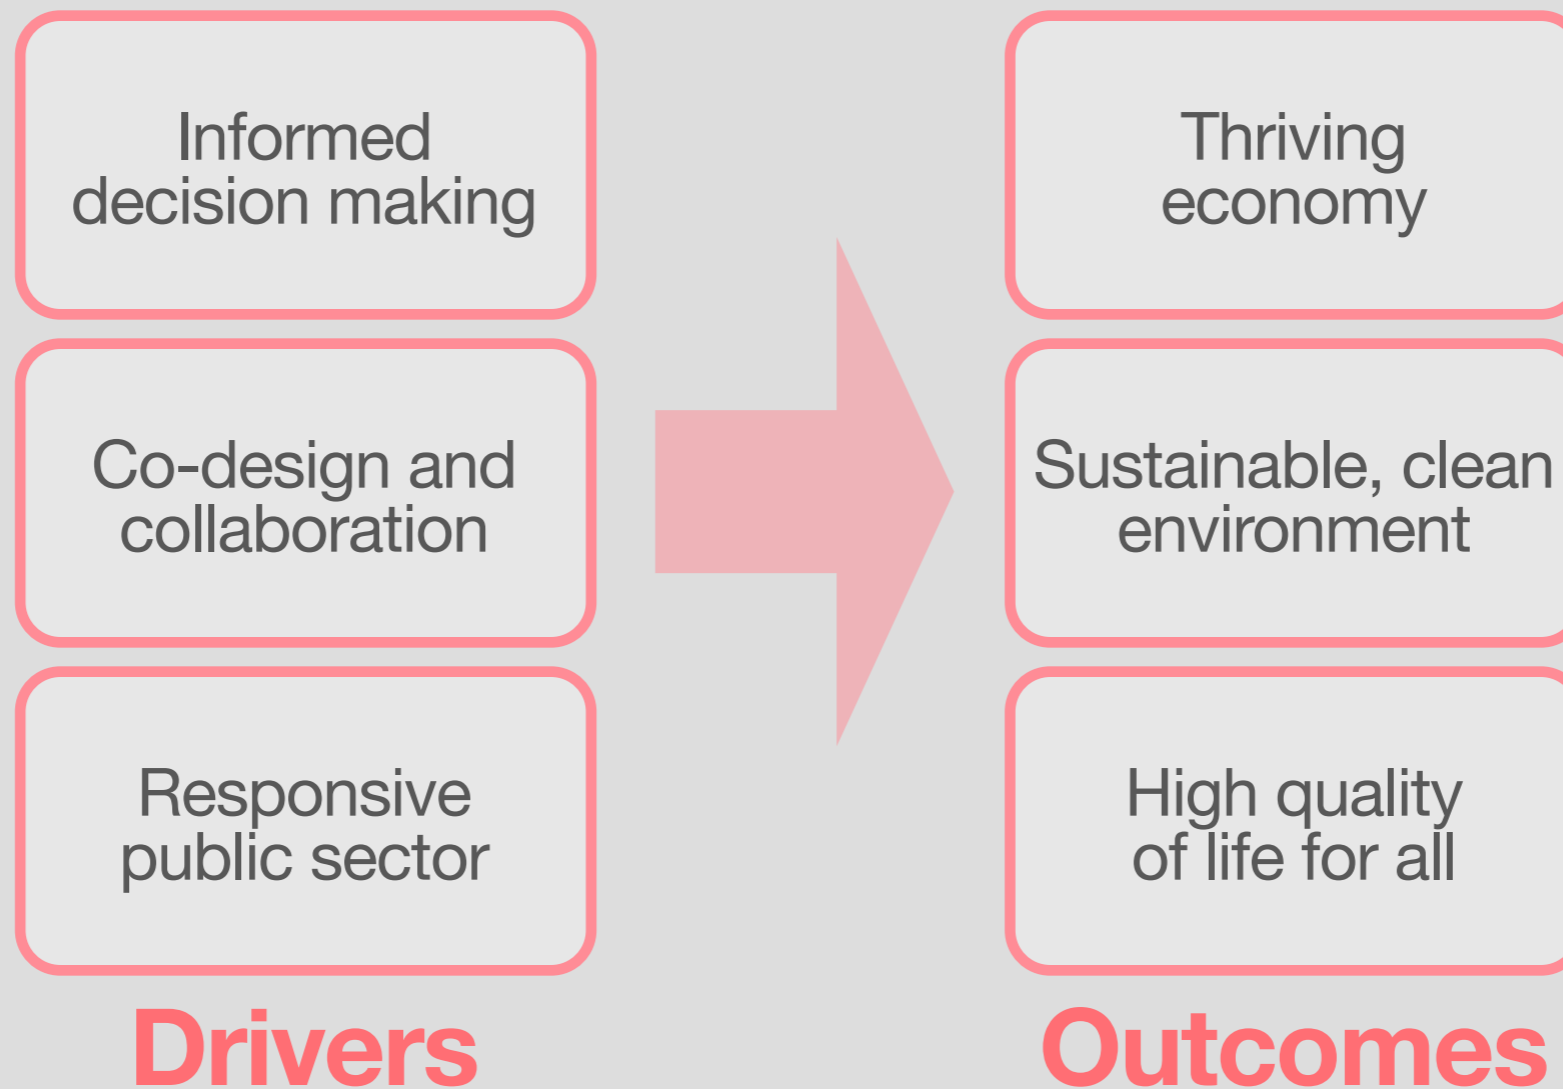 Informed
decision making
Co-design and
collaboration
Responsive
public sector
Drivers
Thriving
economy
Sustainable, clean
environment
High quality
of life for all
Outcomes